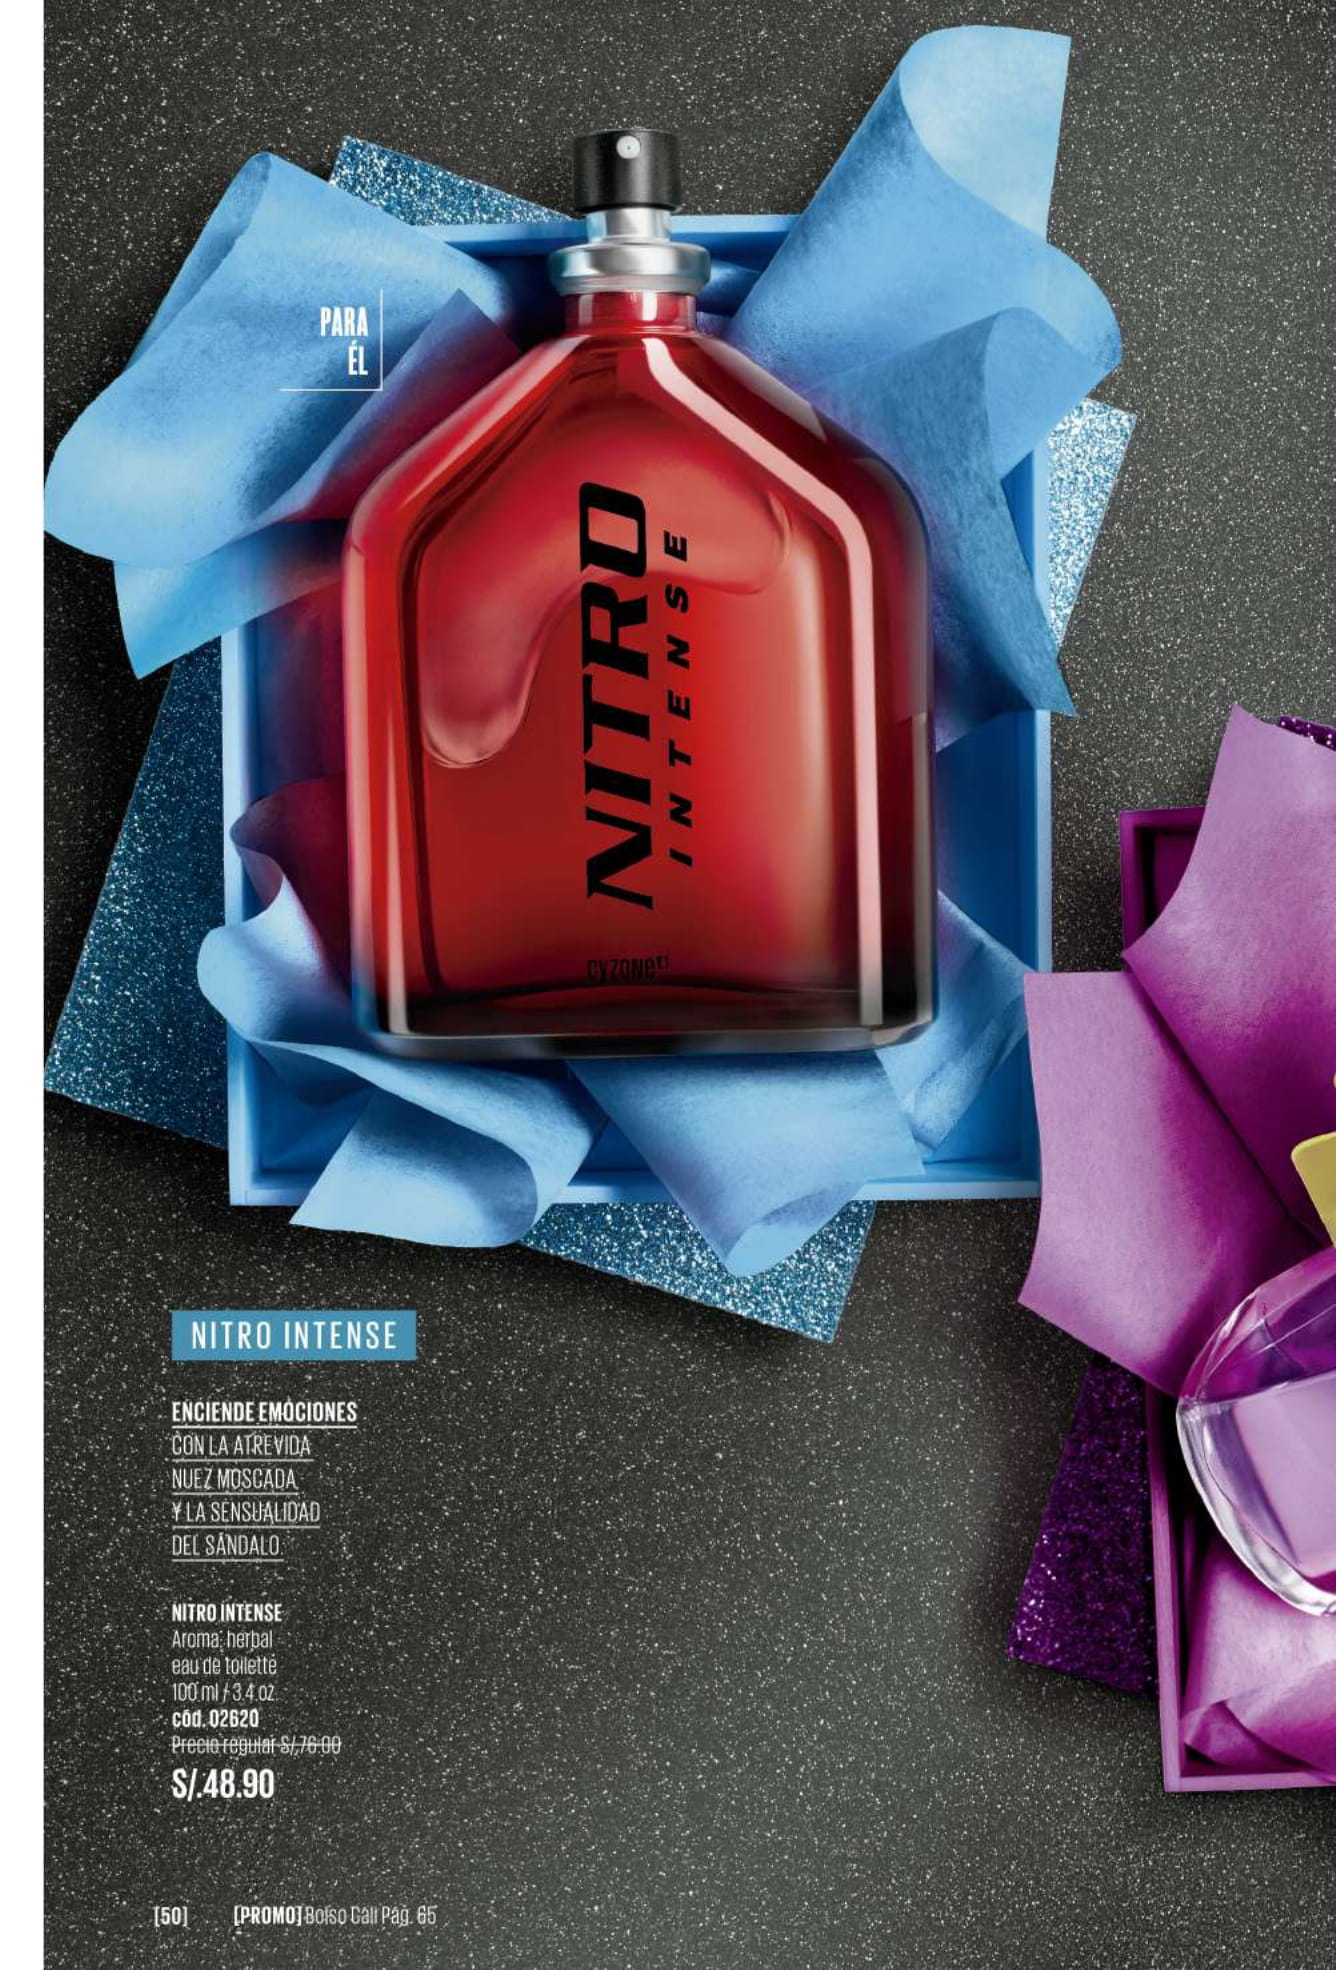 PARA
ÉL
NITRO
INTENSE
cyzone
NITRO INTENSE
ENCIENDE EMOCIONES
CON LA ATREVIDA
NUEZ MOSCADA
Y LA SENSUALIDAD
DEL SÁNDALO.
NITRO INTENSE
Aroma: herbal
eau de toilette
100 ml / 3.4 oz.
cód. 02620
Precio regular S/.76.00
S/.48.90
[50] [PROMO] Bolso Cali Pág. 65